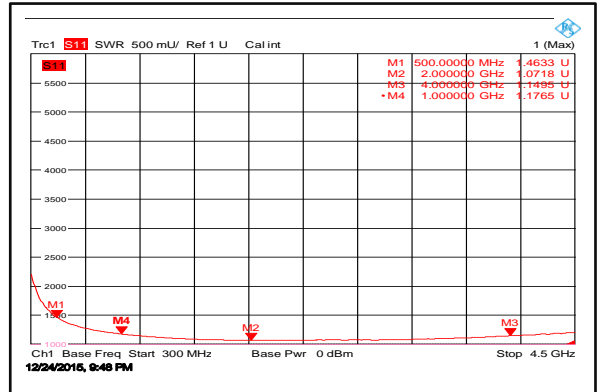 Trc1 S11 SWR 500 mU/ Ref 1 U Cal int 1 (Max)
S11
M1 500.00000 MHz 1.4633 U
M2 2.000000 GHz 1.0718 U
M3 4.000000 GHz 1.1495 U
•M4 1.000000 GHz 1.1765 U
5500
5000
4500
4000
3500
3000
2500
2000
1500
1000
M1
M4
M2
M3
Ch1 Base Freq Start 300 MHz Base Pwr 0 dBm Stop 4.5 GHz
12/24/2015, 9:48 PM